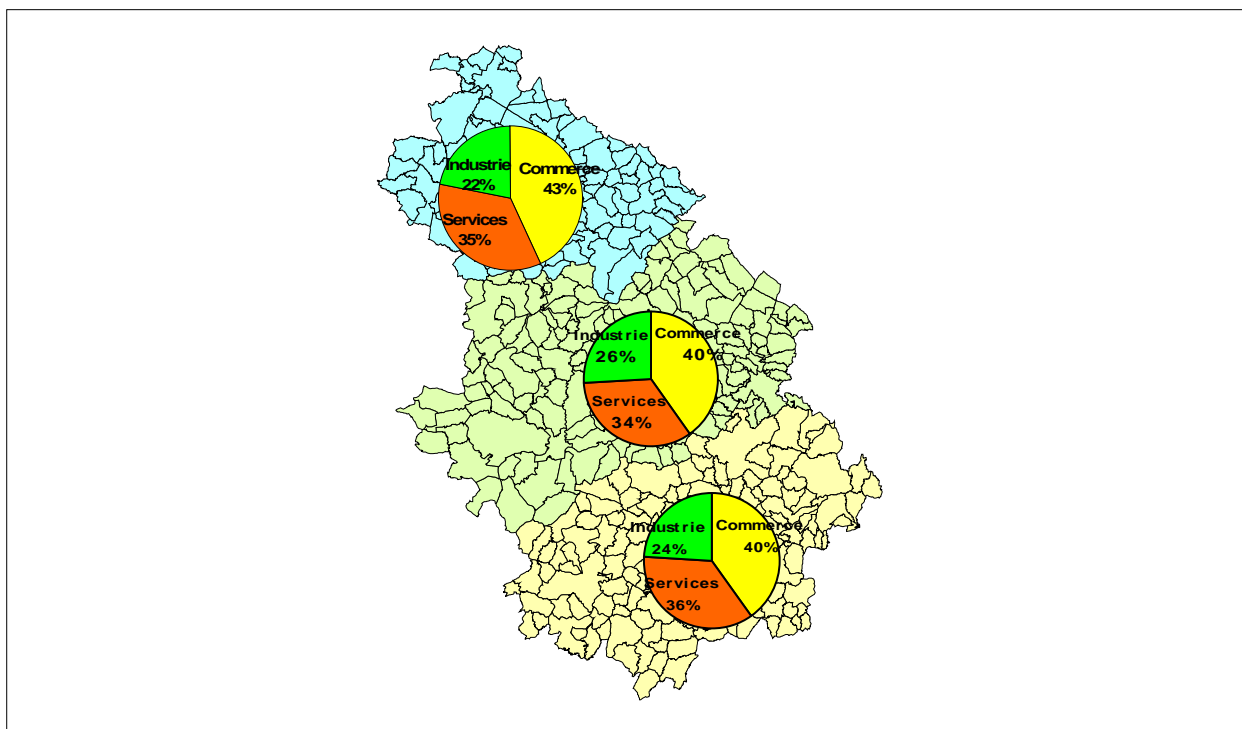 Industrie
22%
Commerce
43%
Services
35%
Industrie
26%
Commerce
40%
Services
34%
Industrie
24%
Commerce
40%
Services
36%